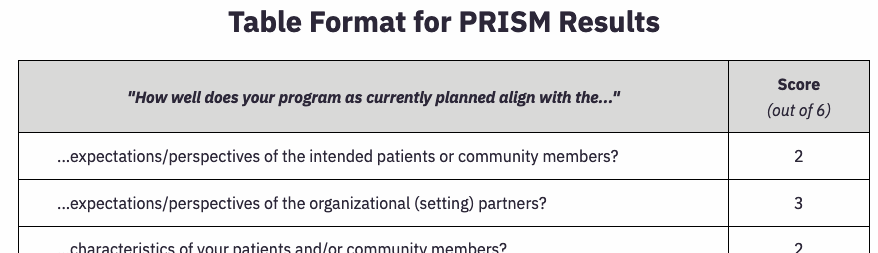 Table Format for PRISM Results
"How well does your program as currently planned align with the..."
Score
(out of 6)
...expectations/perspectives of the intended patients or community members?
2
...expectations/perspectives of the organizational (setting) partners?
3
characteristics of your patients and/or community members?
2